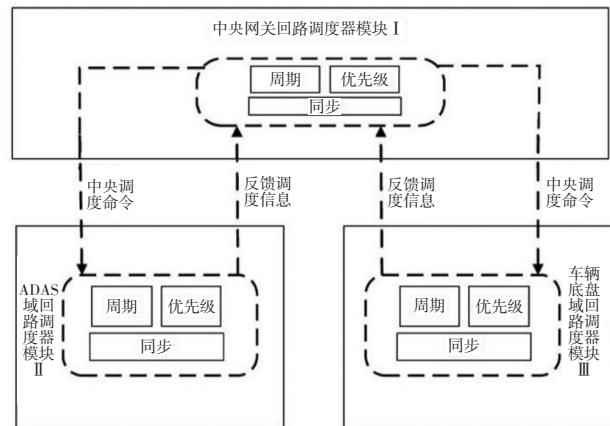 中央网关回路调度器模块Ⅰ
周期
优先级
同步
中央调
度命令
反馈调
度信息
反馈调
度信息
中央调
度命令
ADAS
域回
路调
度器
模块
Ⅱ
周期
优先级
同步
周期
优先级
同步
车辆
底盘
域回
路调
度器
模块
Ⅲ